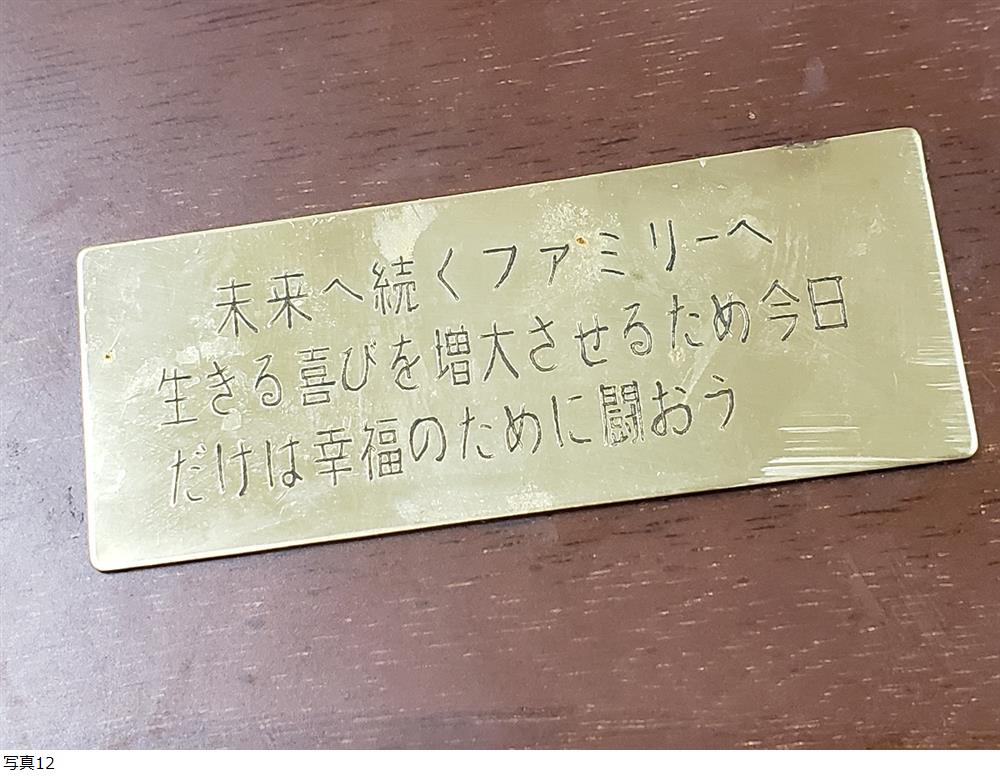 未来へ続くファミリーへ
生きる喜びを増大させるため今日
だけは幸福のために闘おう
写真12